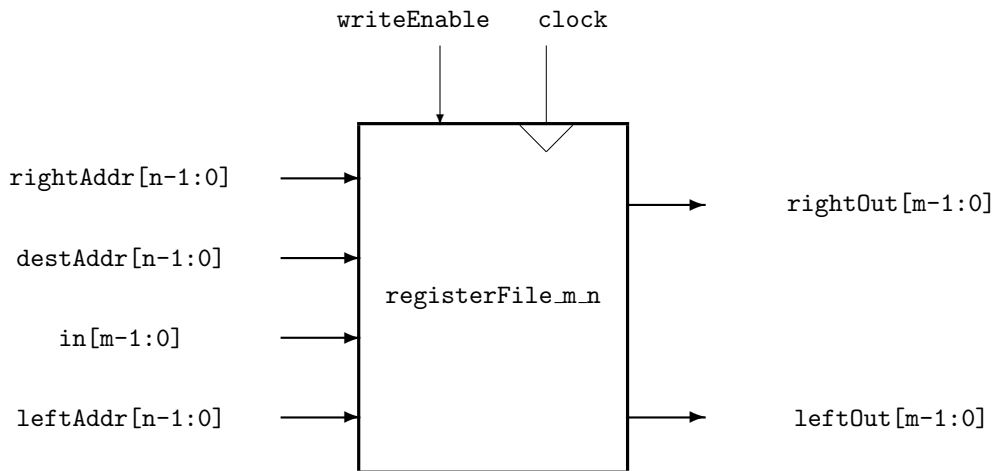 writeEnable
clock
rightAddr[n-1:0]
rightOut[m-1:0]
destAddr[n-1:0]
registerFile_m_n
in[m-1:0]
leftAddr[n-1:0]
leftOut[m-1:0]